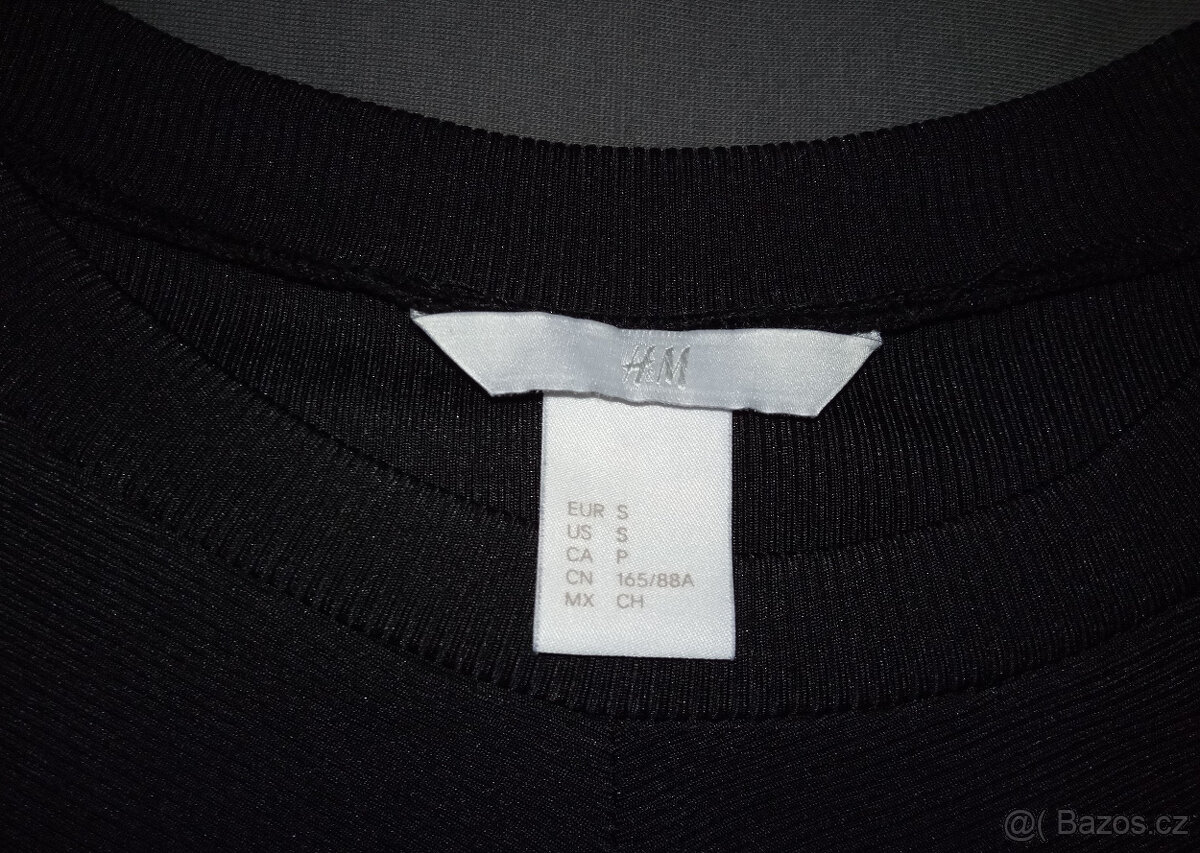 H&M
EUR S
US S
CA P
CN 165/88A
MX CH
@( Bazos.cz